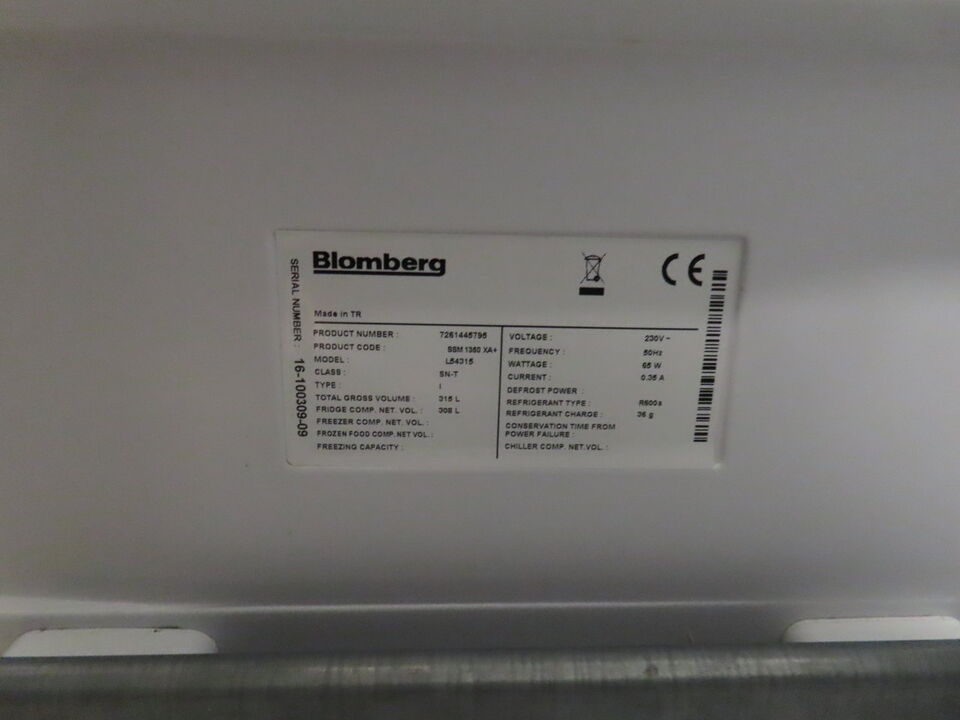 Blomberg
CE
Made in TR
SERIAL NUMBER : 16-100309-09
PRODUCT NUMBER : 7261445795
PRODUCT CODE : SSM 1360 XA+
MODEL : L54315
CLASS : SN-T
TYPE : I
TOTAL GROSS VOLUME : 315 L
FRIDGE COMP. NET. VOL. : 308 L
FREEZER COMP. NET. VOL. :
FROZEN FOOD COMP. NET VOL. :
FREEZING CAPACITY :
VOLTAGE : 230V ~
FREQUENCY : 50Hz
WATTAGE : 65 W
CURRENT : 0.35 A
DEFROST POWER :
REFRIGERANT TYPE : R600a
REFRIGERANT CHARGE : 36 g
CONSERVATION TIME FROM
POWER FAILURE :
CHILLER COMP. NET.VOL. :